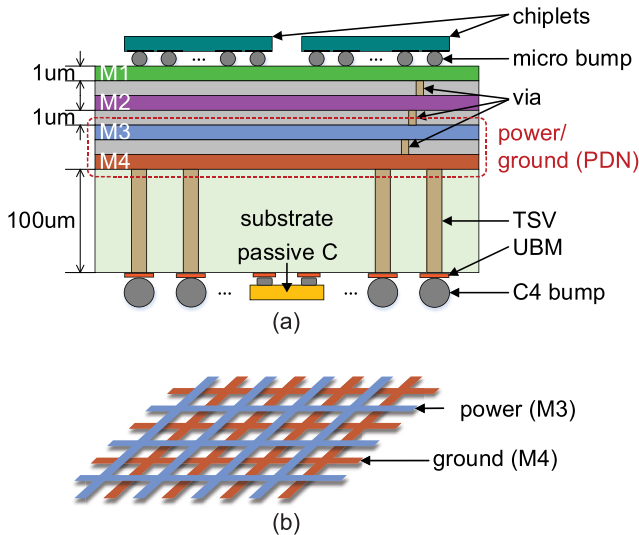 chiplets
...
...
micro bump
1um
M1
via
M2
1um
M3
power/
ground (PDN)
M4
100um
substrate
TSV
passive C
UBM
...
...
C4 bump
(a)
power (M3)
ground (M4)
(b)